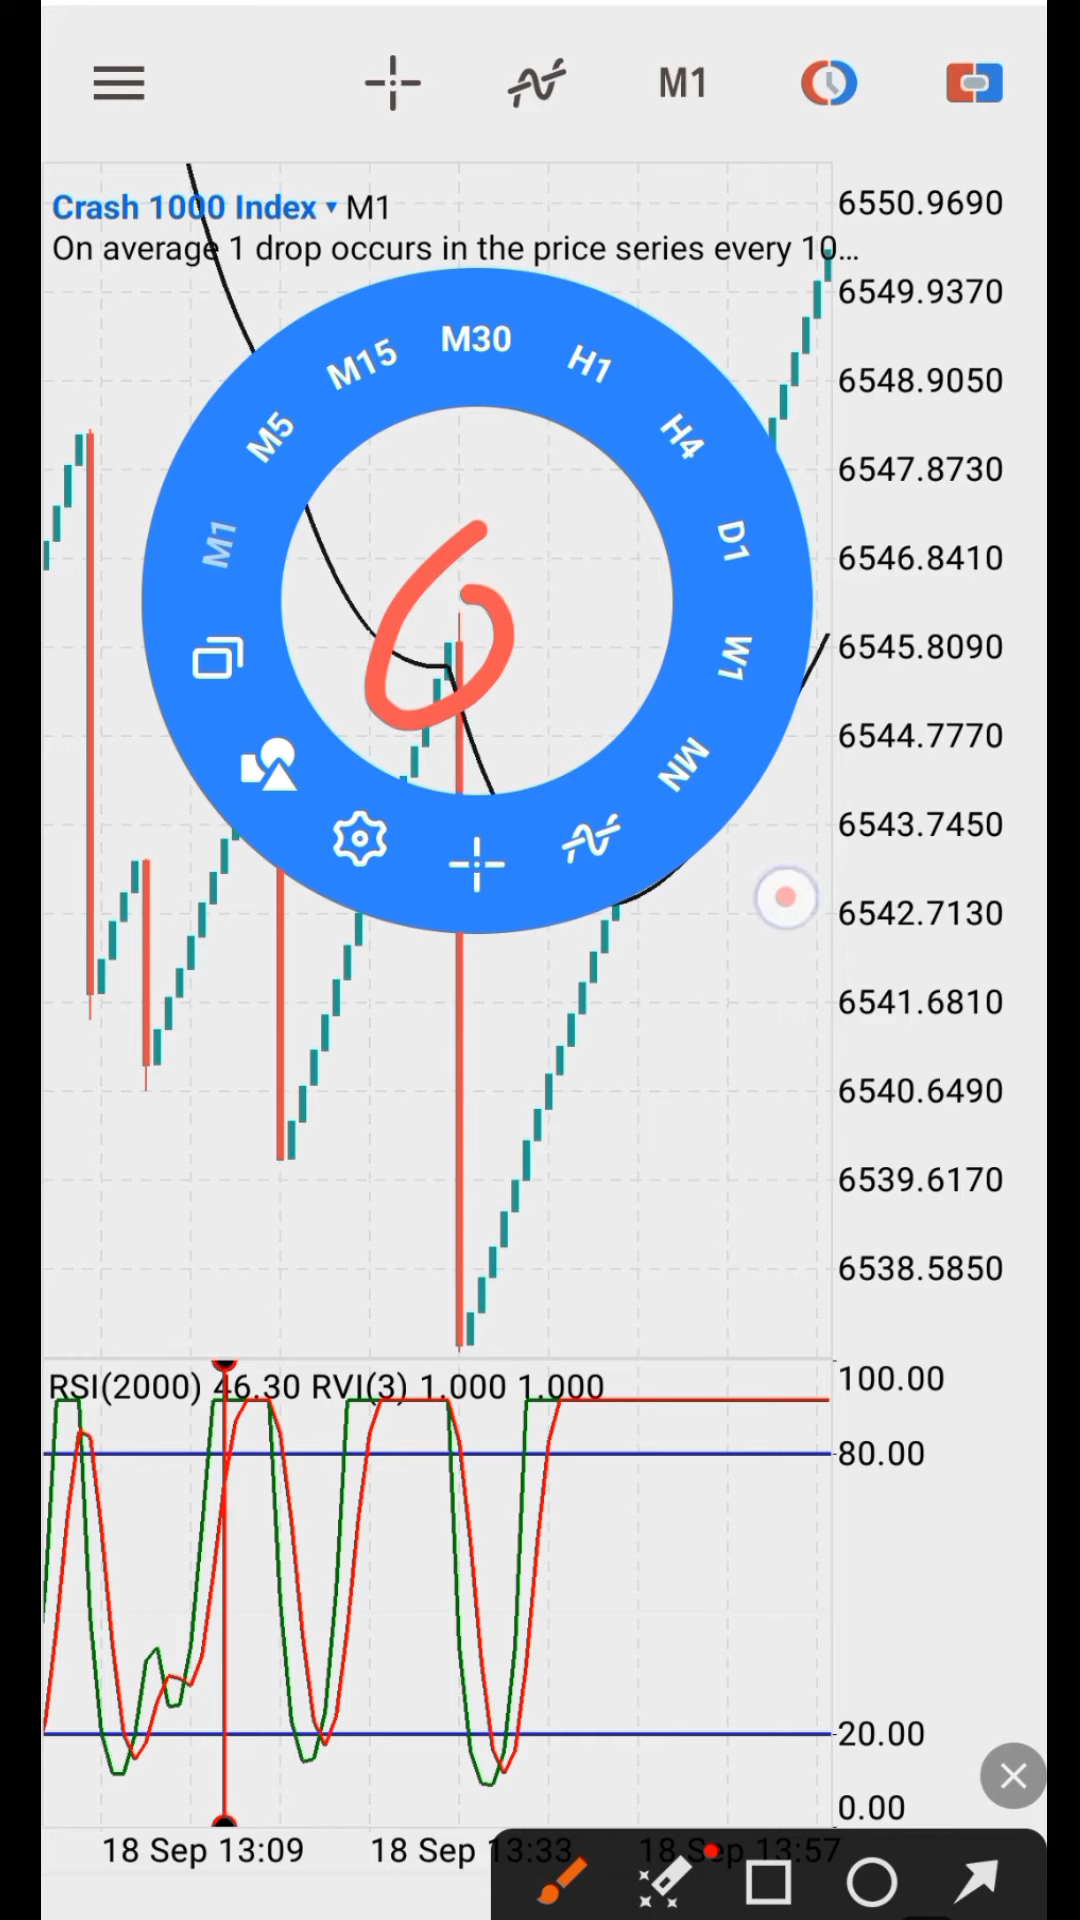 M1
Crash 1000 Index ▾ M1
On average 1 drop occurs in the price series every 10...
6550.9690
6549.9370
6548.9050
6547.8730
6546.8410
6545.8090
6544.7770
6543.7450
6542.7130
6541.6810
6540.6490
6539.6170
6538.5850
M1
M5
M15
M30
H1
H4
D1
W1
MN
RSI(2000) 46.30 RVI(3) 1.000 1.000
100.00
80.00
20.00
0.00
18 Sep 13:09
18 Sep 13:33
18 Sep 13:57